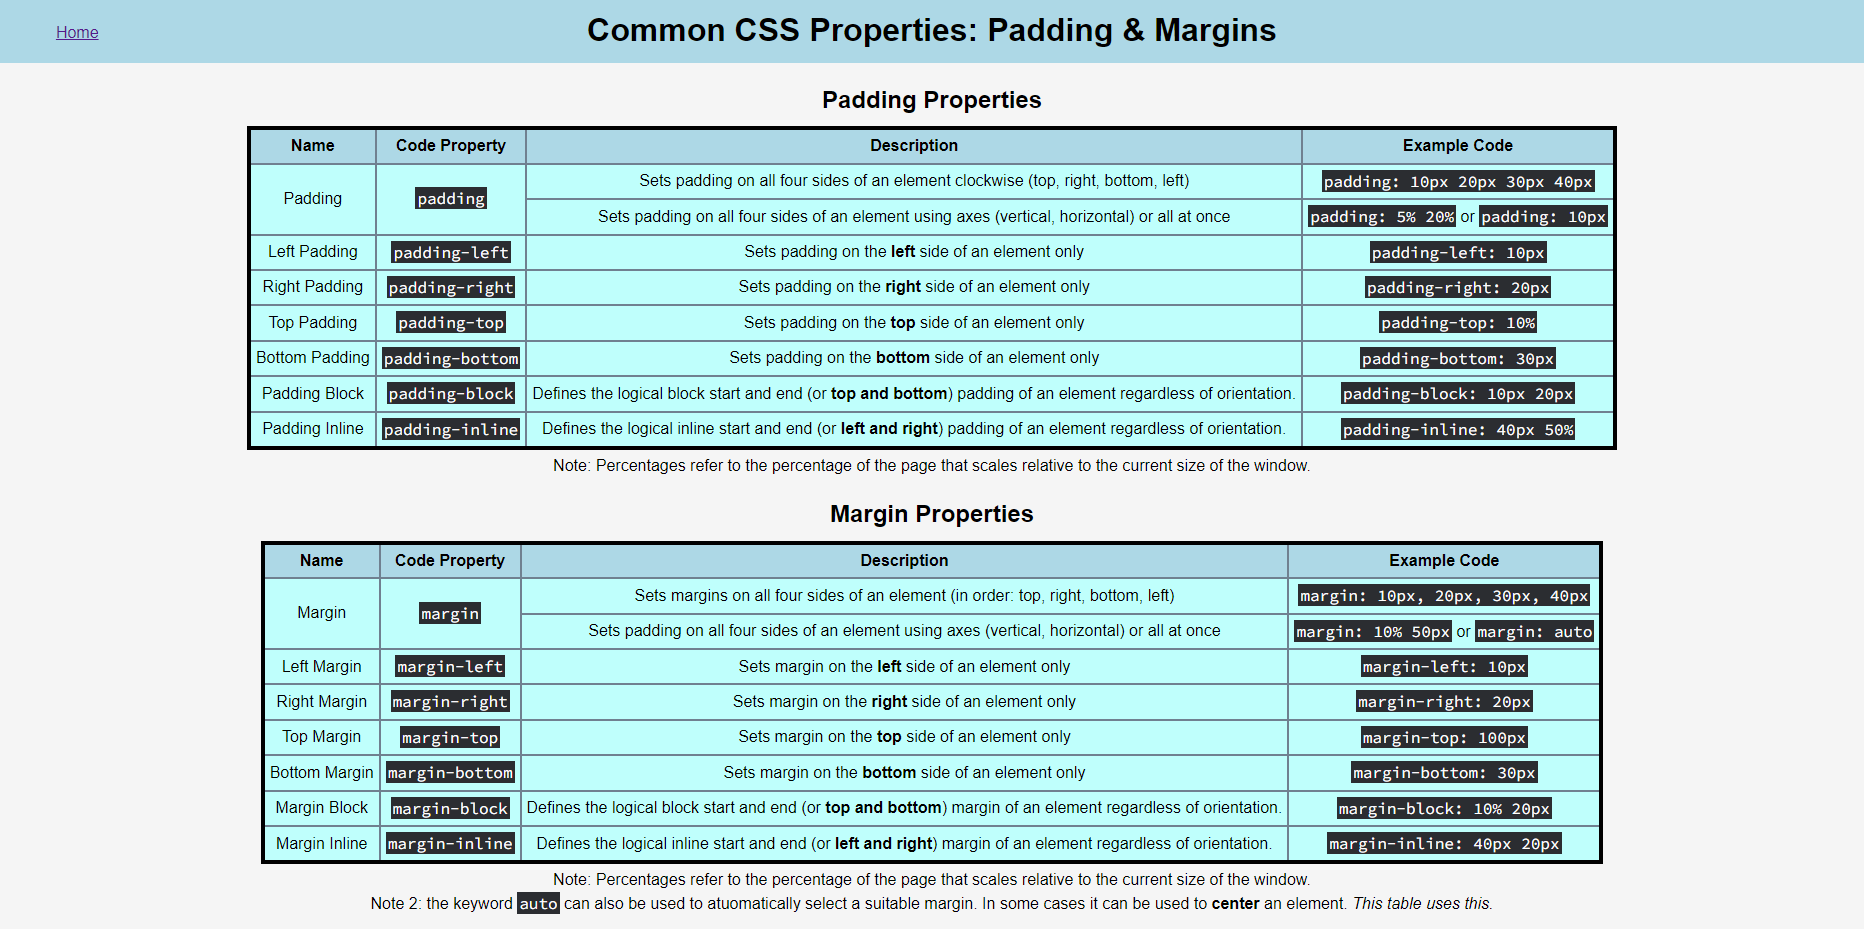 Home
Common CSS Properties: Padding & Margins
Padding Properties
Name Code Property Description Example Code
Padding padding Sets padding on all four sides of an element clockwise (top, right, bottom, left) padding: 10px 20px 30px 40px
Sets padding on all four sides of an element using axes (vertical, horizontal) or all at once padding: 5% 20% or padding: 10px
Left Padding padding-left Sets padding on the left side of an element only padding-left: 10px
Right Padding padding-right Sets padding on the right side of an element only padding-right: 20px
Top Padding padding-top Sets padding on the top side of an element only padding-top: 10%
Bottom Padding padding-bottom Sets padding on the bottom side of an element only padding-bottom: 30px
Padding Block padding-block Defines the logical block start and end (or top and bottom) padding of an element regardless of orientation. padding-block: 10px 20px
Padding Inline padding-inline Defines the logical inline start and end (or left and right) padding of an element regardless of orientation. padding-inline: 40px 50%
Note: Percentages refer to the percentage of the page that scales relative to the current size of the window.
Margin Properties
Name Code Property Description Example Code
Margin margin Sets margins on all four sides of an element (in order: top, right, bottom, left) margin: 10px, 20px, 30px, 40px
Sets padding on all four sides of an element using axes (vertical, horizontal) or all at once margin: 10% 50px or margin: auto
Left Margin margin-left Sets margin on the left side of an element only margin-left: 10px
Right Margin margin-right Sets margin on the right side of an element only margin-right: 20px
Top Margin margin-top Sets margin on the top side of an element only margin-top: 100px
Bottom Margin margin-bottom Sets margin on the bottom side of an element only margin-bottom: 30px
Margin Block margin-block Defines the logical block start and end (or top and bottom) margin of an element regardless of orientation. margin-block: 10% 20px
Margin Inline margin-inline Defines the logical inline start and end (or left and right) margin of an element regardless of orientation. margin-inline: 40px 20px
Note: Percentages refer to the percentage of the page that scales relative to the current size of the window.
Note 2: the keyword auto can also be used to atuomatically select a suitable margin. In some cases it can be used to center an element. This table uses this.